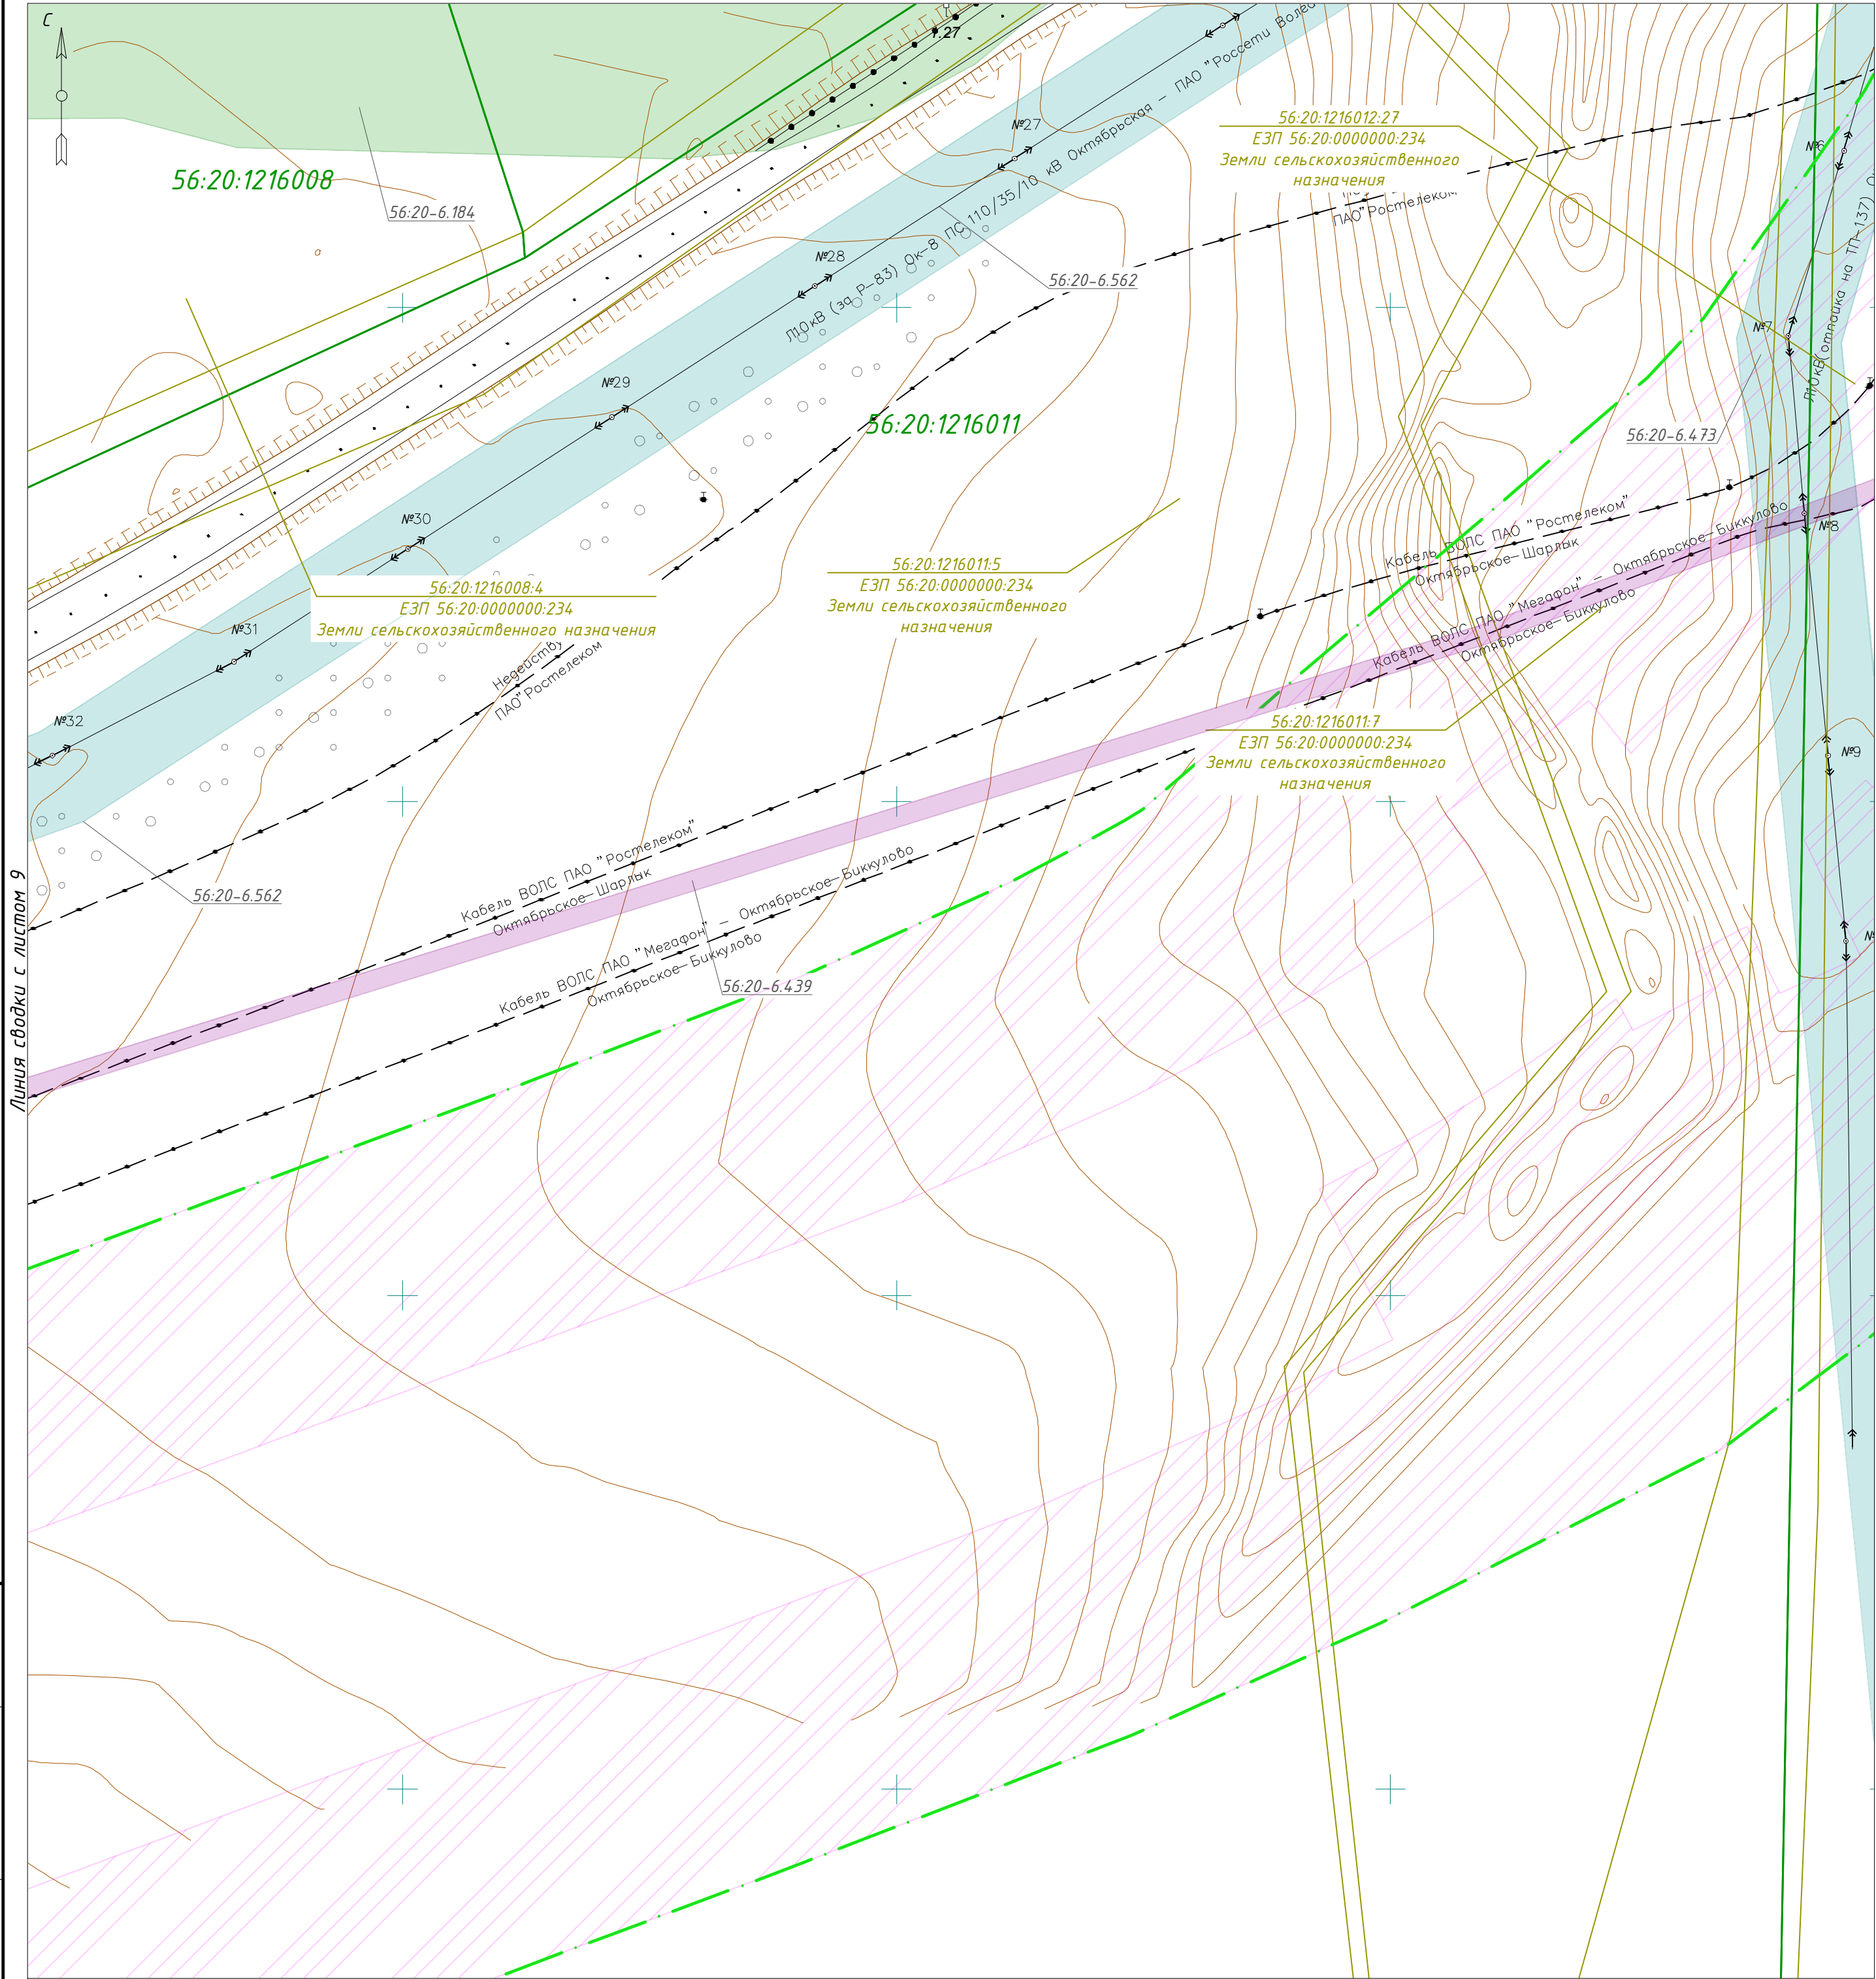 С
1.27
56:20:1216008
56:20-6.184
№27
Л10кВ (за Р-83) Ок-8 ПС 110/35/10 кВ Октябрьская - ПАО "Россети
56:20:1216012:27
ЕЗП 56:20:0000000:234
Земли сельскохозяйственного
назначения
ПАО"Ростелеком
№6
№28
56:20-6.562
№7
Л10кВ(отпайка на ТП-137)
№29
56:20:1216011
56:20-6.473
№30
Кабель ВОЛС ПАО "Ростелеком"
Октябрьское-Шарлык
№8
56:20:1216008:4
ЕЗП 56:20:0000000:234
Земли сельскохозяйственного назначения
56:20:1216011:5
ЕЗП 56:20:0000000:234
Земли сельскохозяйственного
назначения
Кабель ВОЛС ПАО "Мегафон" - Октябрьское-Биккулово
Октябрьское-Биккулово
№31
ПАО"Ростелеком
№32
56:20:1216011:7
ЕЗП 56:20:0000000:234
Земли сельскохозяйственного
назначения
№9
Линия сводки с листом 9
56:20-6.562
Кабель ВОЛС ПАО "Ростелеком"
Октябрьское-Шарлык
Кабель ВОЛС ПАО "Мегафон" - Октябрьское-Биккулово
Октябрьское-Биккулово
56:20-6.439